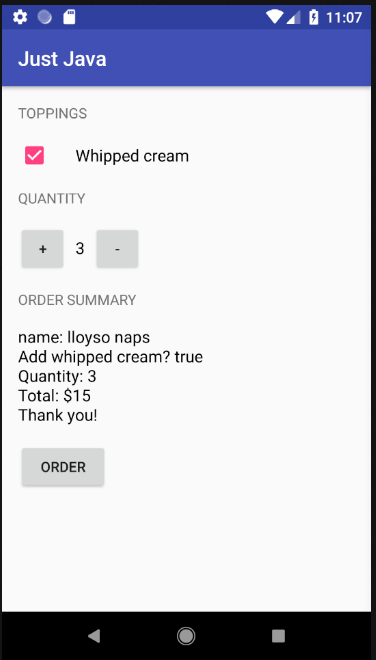 11:07
Just Java
TOPPINGS
Whipped cream
QUANTITY
+ 3 -
ORDER SUMMARY
name: lloyso naps
Add whipped cream? true
Quantity: 3
Total: $15
Thank you!
ORDER